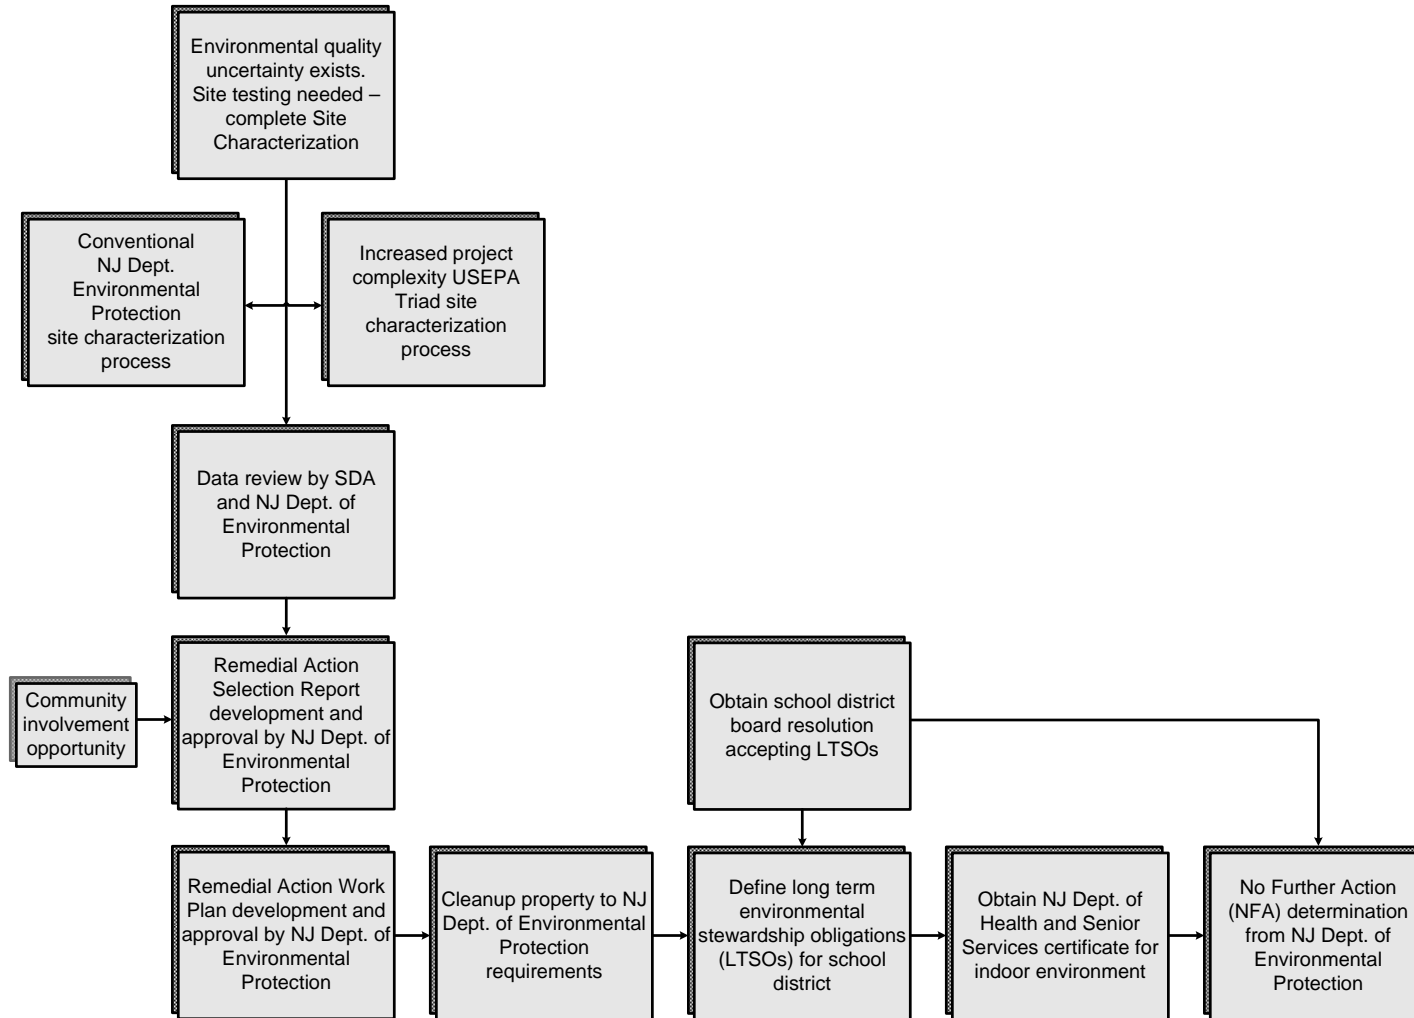 Environmental quality
uncertainty exists.
Site testing needed –
complete Site
Characterization
Conventional
NJ Dept.
Environmental
Protection
site characterization
process
Increased project
complexity USEPA
Triad site
characterization
process
Data review by SDA
and NJ Dept. of
Environmental
Protection
Community
involvement
opportunity
Remedial Action
Selection Report
development and
approval by NJ Dept. of
Environmental
Protection
Obtain school district
board resolution
accepting LTSOs
Remedial Action Work
Plan development and
approval by NJ Dept. of
Environmental
Protection
Cleanup property to NJ
Dept. of Environmental
Protection
requirements
Define long term
environmental
stewardship obligations
(LTSOs) for school
district
Obtain NJ Dept. of
Health and Senior
Services certificate for
indoor environment
No Further Action
(NFA) determination
from NJ Dept. of
Environmental
Protection